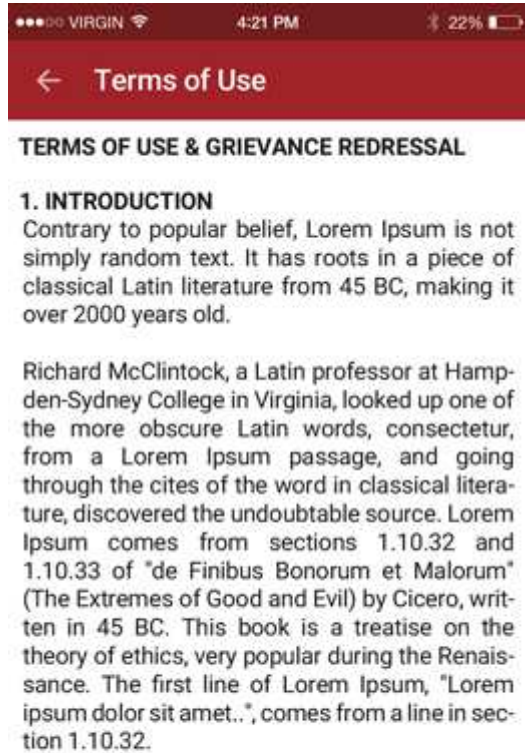 VIRGIN 4:21 PM 22%
Terms of Use
TERMS OF USE & GRIEVANCE REDRESSAL
1. INTRODUCTION
Contrary to popular belief, Lorem Ipsum is not
simply random text. It has roots in a piece of
classical Latin literature from 45 BC, making it
over 2000 years old.
Richard McClintock, a Latin professor at Hamp-
den-Sydney College in Virginia, looked up one of
the more obscure Latin words, consectetur,
from a Lorem Ipsum passage, and going
through the cites of the word in classical litera-
ture, discovered the undoubtable source. Lorem
Ipsum comes from sections 1.10.32 and
1.10.33 of "de Finibus Bonorum et Malorum"
(The Extremes of Good and Evil) by Cicero, writ-
ten in 45 BC. This book is a treatise on the
theory of ethics, very popular during the Renais-
sance. The first line of Lorem Ipsum, "Lorem
ipsum dolor sit amet..", comes from a line in sec-
tion 1.10.32.